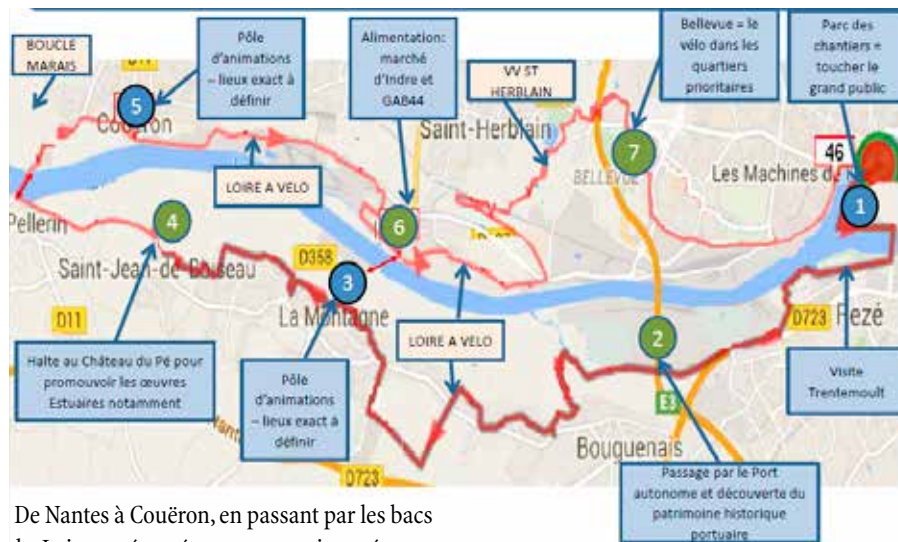 BOUCLE
MARAIS
D17
Pôle
d'animations
– lieux exact à
définir
Alimentation:
marché
d'Indre et
GAB44
VV ST
HERBLAIN
Bellevue = le
vélo dans les
quartiers
prioritaires
Parc des
chantiers =
toucher le
grand public
5
Couëron
Saint-Herblain
7
BELLEVUE
Les Machines de
46
1
LOIRE A VELO
Pellerin
4
Saint-Jean-de-Boiseau
6
D107
D358
3
La Montagne
D11
LOIRE A VELO
2
D723
Rezé
Halte au Château du Pé pour
promouvoir les œuvres
Estuaires notamment
Pôle
d'animations
– lieux exact à
définir
E3
Visite
Trentemoult
Bouguenais
D723
Passage par le Port
autonome et découverte du
patrimoine historique
portuaire
De Nantes à Couëron, en passant par les bacs